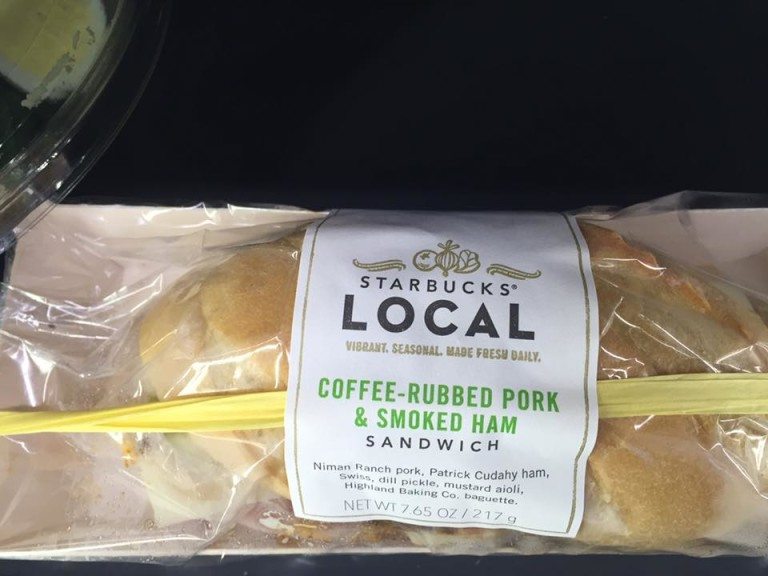 STARBUCKS®
LOCAL
VIBRANT. SEASONAL. MADE FRESH DAILY.
COFFEE-RUBBED PORK
& SMOKED HAM
SANDWICH
Niman Ranch pork, Patrick Cudahy ham,
Swiss, dill pickle, mustard aioli,
Highland Baking Co. baguette.
NET WT 7.65 OZ / 217 g